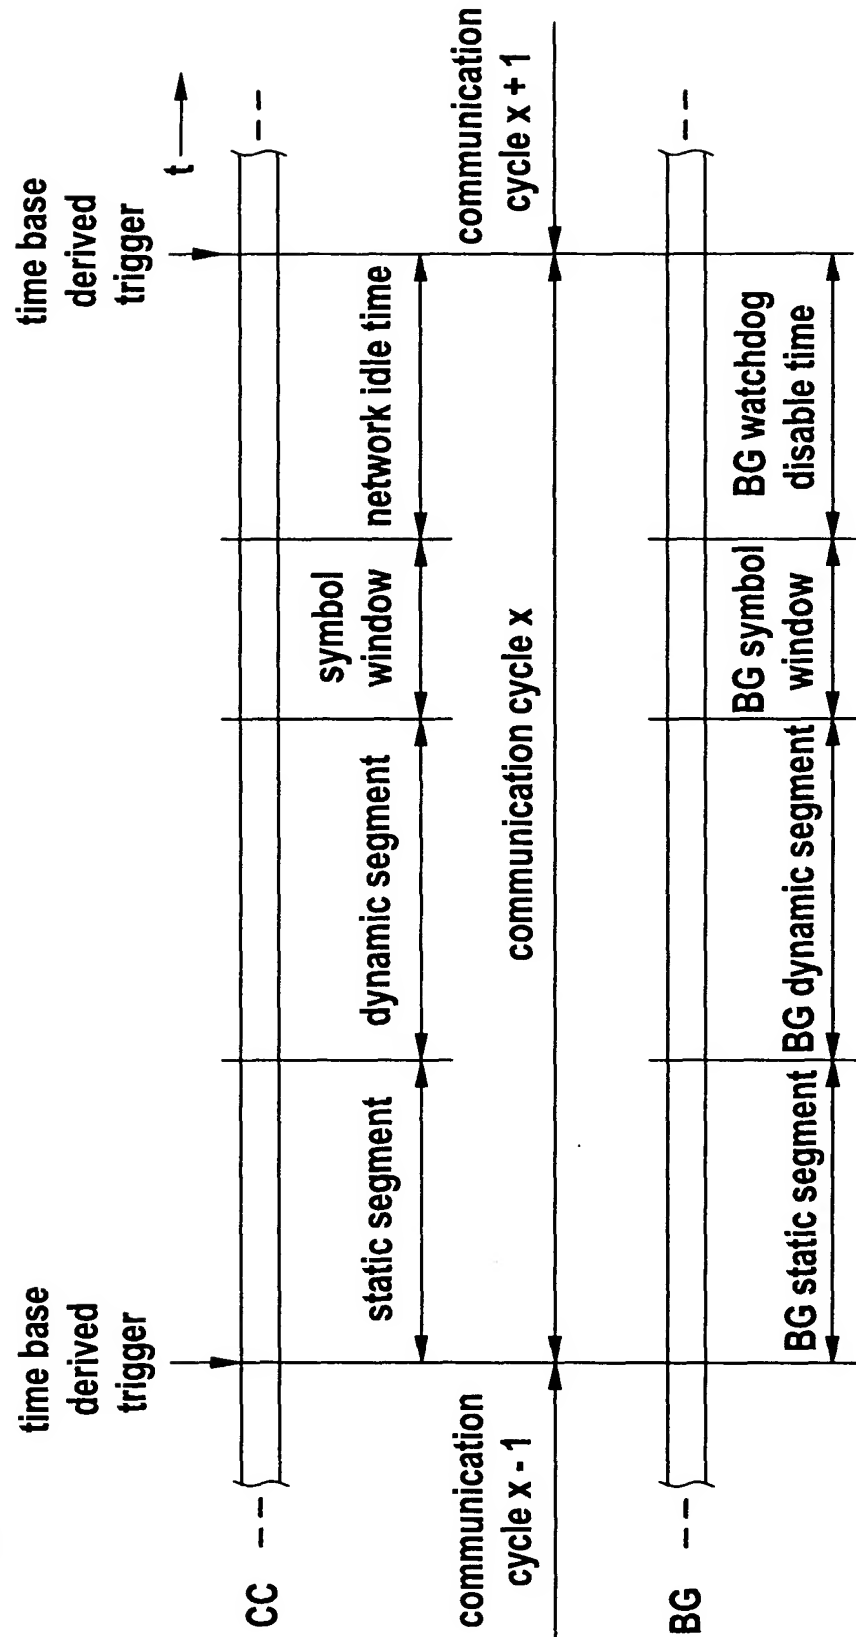 time base
derived
trigger
time base
derived
trigger
t
CC
static segment
dynamic segment
symbol
window
network idle time
communication
cycle x - 1
communication cycle x
communication
cycle x + 1
BG
BG static segment
BG dynamic segment
BG symbol
window
BG watchdog
disable time